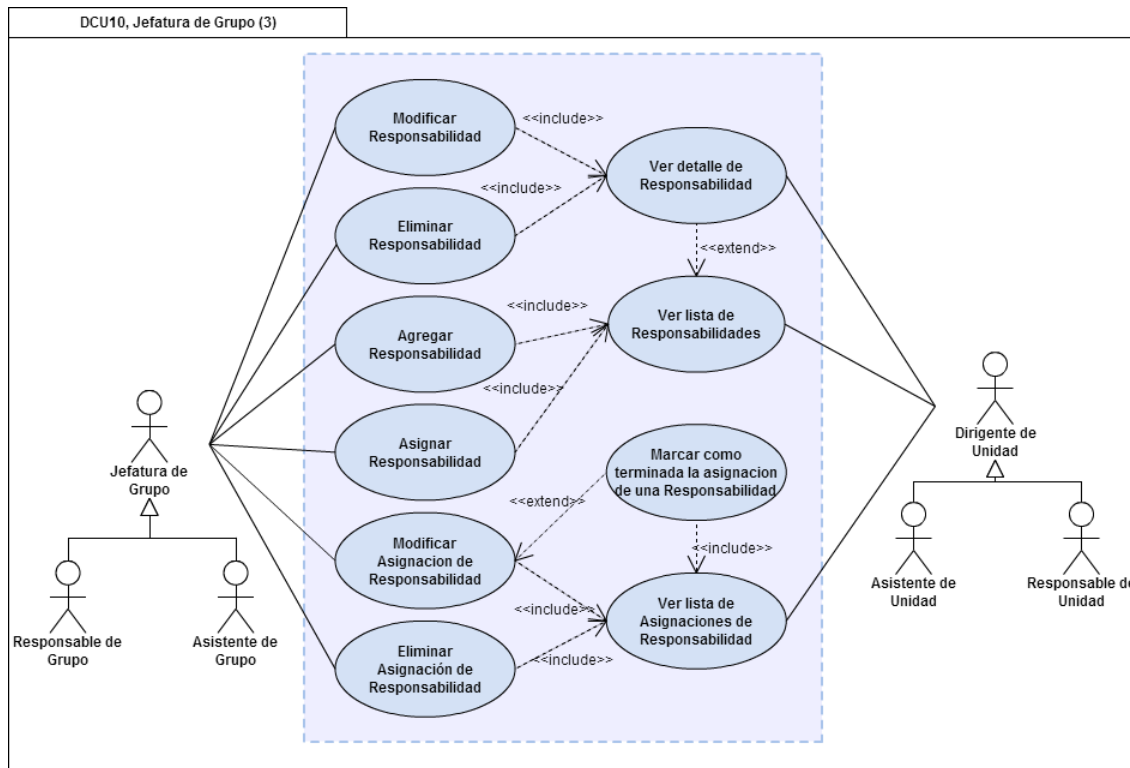 DCU10, Jefatura de Grupo (3)
Modificar
Responsabilidad
<<include>>
Ver detalle de
Responsabilidad
<<include>>
Eliminar
Responsabilidad
<<extend>>
<<include>>
Ver lista de
Responsabilidades
Agregar
Responsabilidad
<<include>>
Asignar
Responsabilidad
Marcar como
terminada la asignacion
de una Responsabilidad
<<extend>>
Modificar
Asignacion de
Responsabilidad
<<include>>
<<include>>
Ver lista de
Asignaciones de
Responsabilidad
<<include>>
Eliminar
Asignación de
Responsabilidad
Jefatura de
Grupo
Responsable de
Grupo
Asistente de
Grupo
Dirigente de
Unidad
Asistente de
Unidad
Responsable de
Unidad